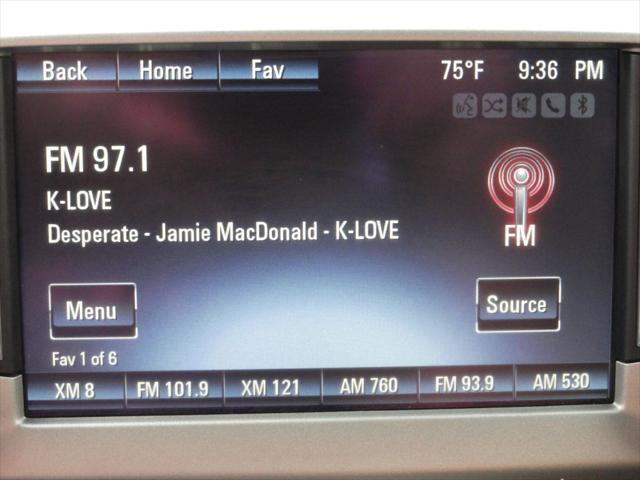 Back Home Fav 75°F 9:36 PM
FM 97.1
K-LOVE
Desperate - Jamie MacDonald - K-LOVE
FM
Menu Source
Fav 1 of 6
XM 8 FM 101.9 XM 121 AM 760 FM 93.9 AM 530